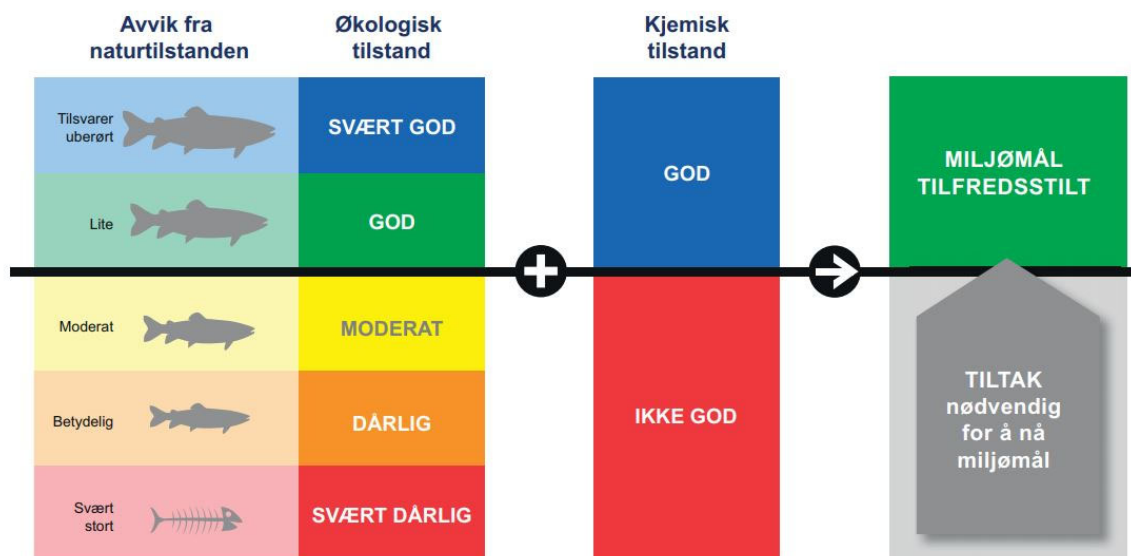 Avvik fra
naturtilstanden
Økologisk
tilstand
Kjemisk
tilstand
Tilsvarer
uberørt
SVÆRT GOD
Lite
GOD
Moderat
MODERAT
Betydelig
DÅRLIG
Svært
stort
SVÆRT DÅRLIG
GOD
IKKE GOD
MILJØMÅL
TILFREDSSTILT
TILTAK
nødvendig
for å nå
miljømål